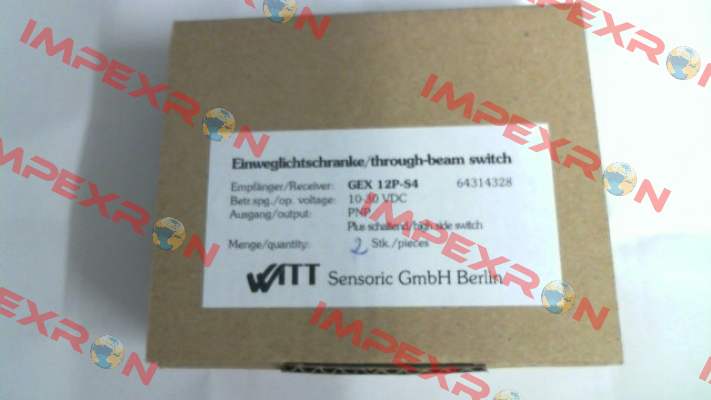 IMPEXRON
IMPEXRON
IMPEXRON
IMPEXRON
Einweglichtschranke/through-beam switch
Empfänger/Receiver: GEX 12P-S4 64314328
Betr.spg./op. voltage: 10-30 VDC
Ausgang/output: PNP
Plus schaltend/high side switch
Menge/quantity: 2 Stk./pieces
WATT Sensoric GmbH Berlin
IMPEXRON
IMPEXRON
IMPEXRON